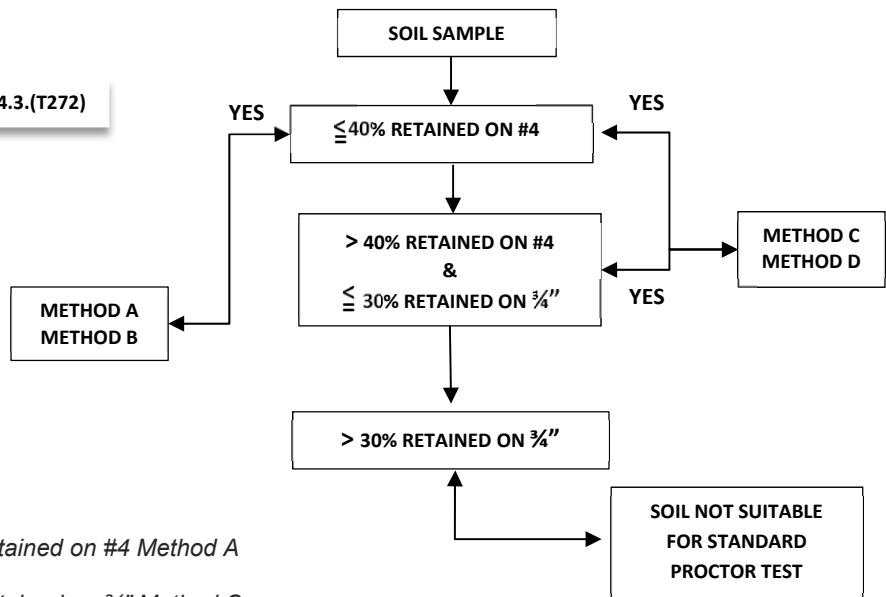 SOIL SAMPLE
4.3.(T272)
YES
YES
≦40% RETAINED ON #4
> 40% RETAINED ON #4
&
≦ 30% RETAINED ON ¾”
METHOD C
METHOD D
YES
METHOD A
METHOD B
> 30% RETAINED ON ¾”
SOIL NOT SUITABLE
FOR STANDARD
PROCTOR TEST
on #4 Method A